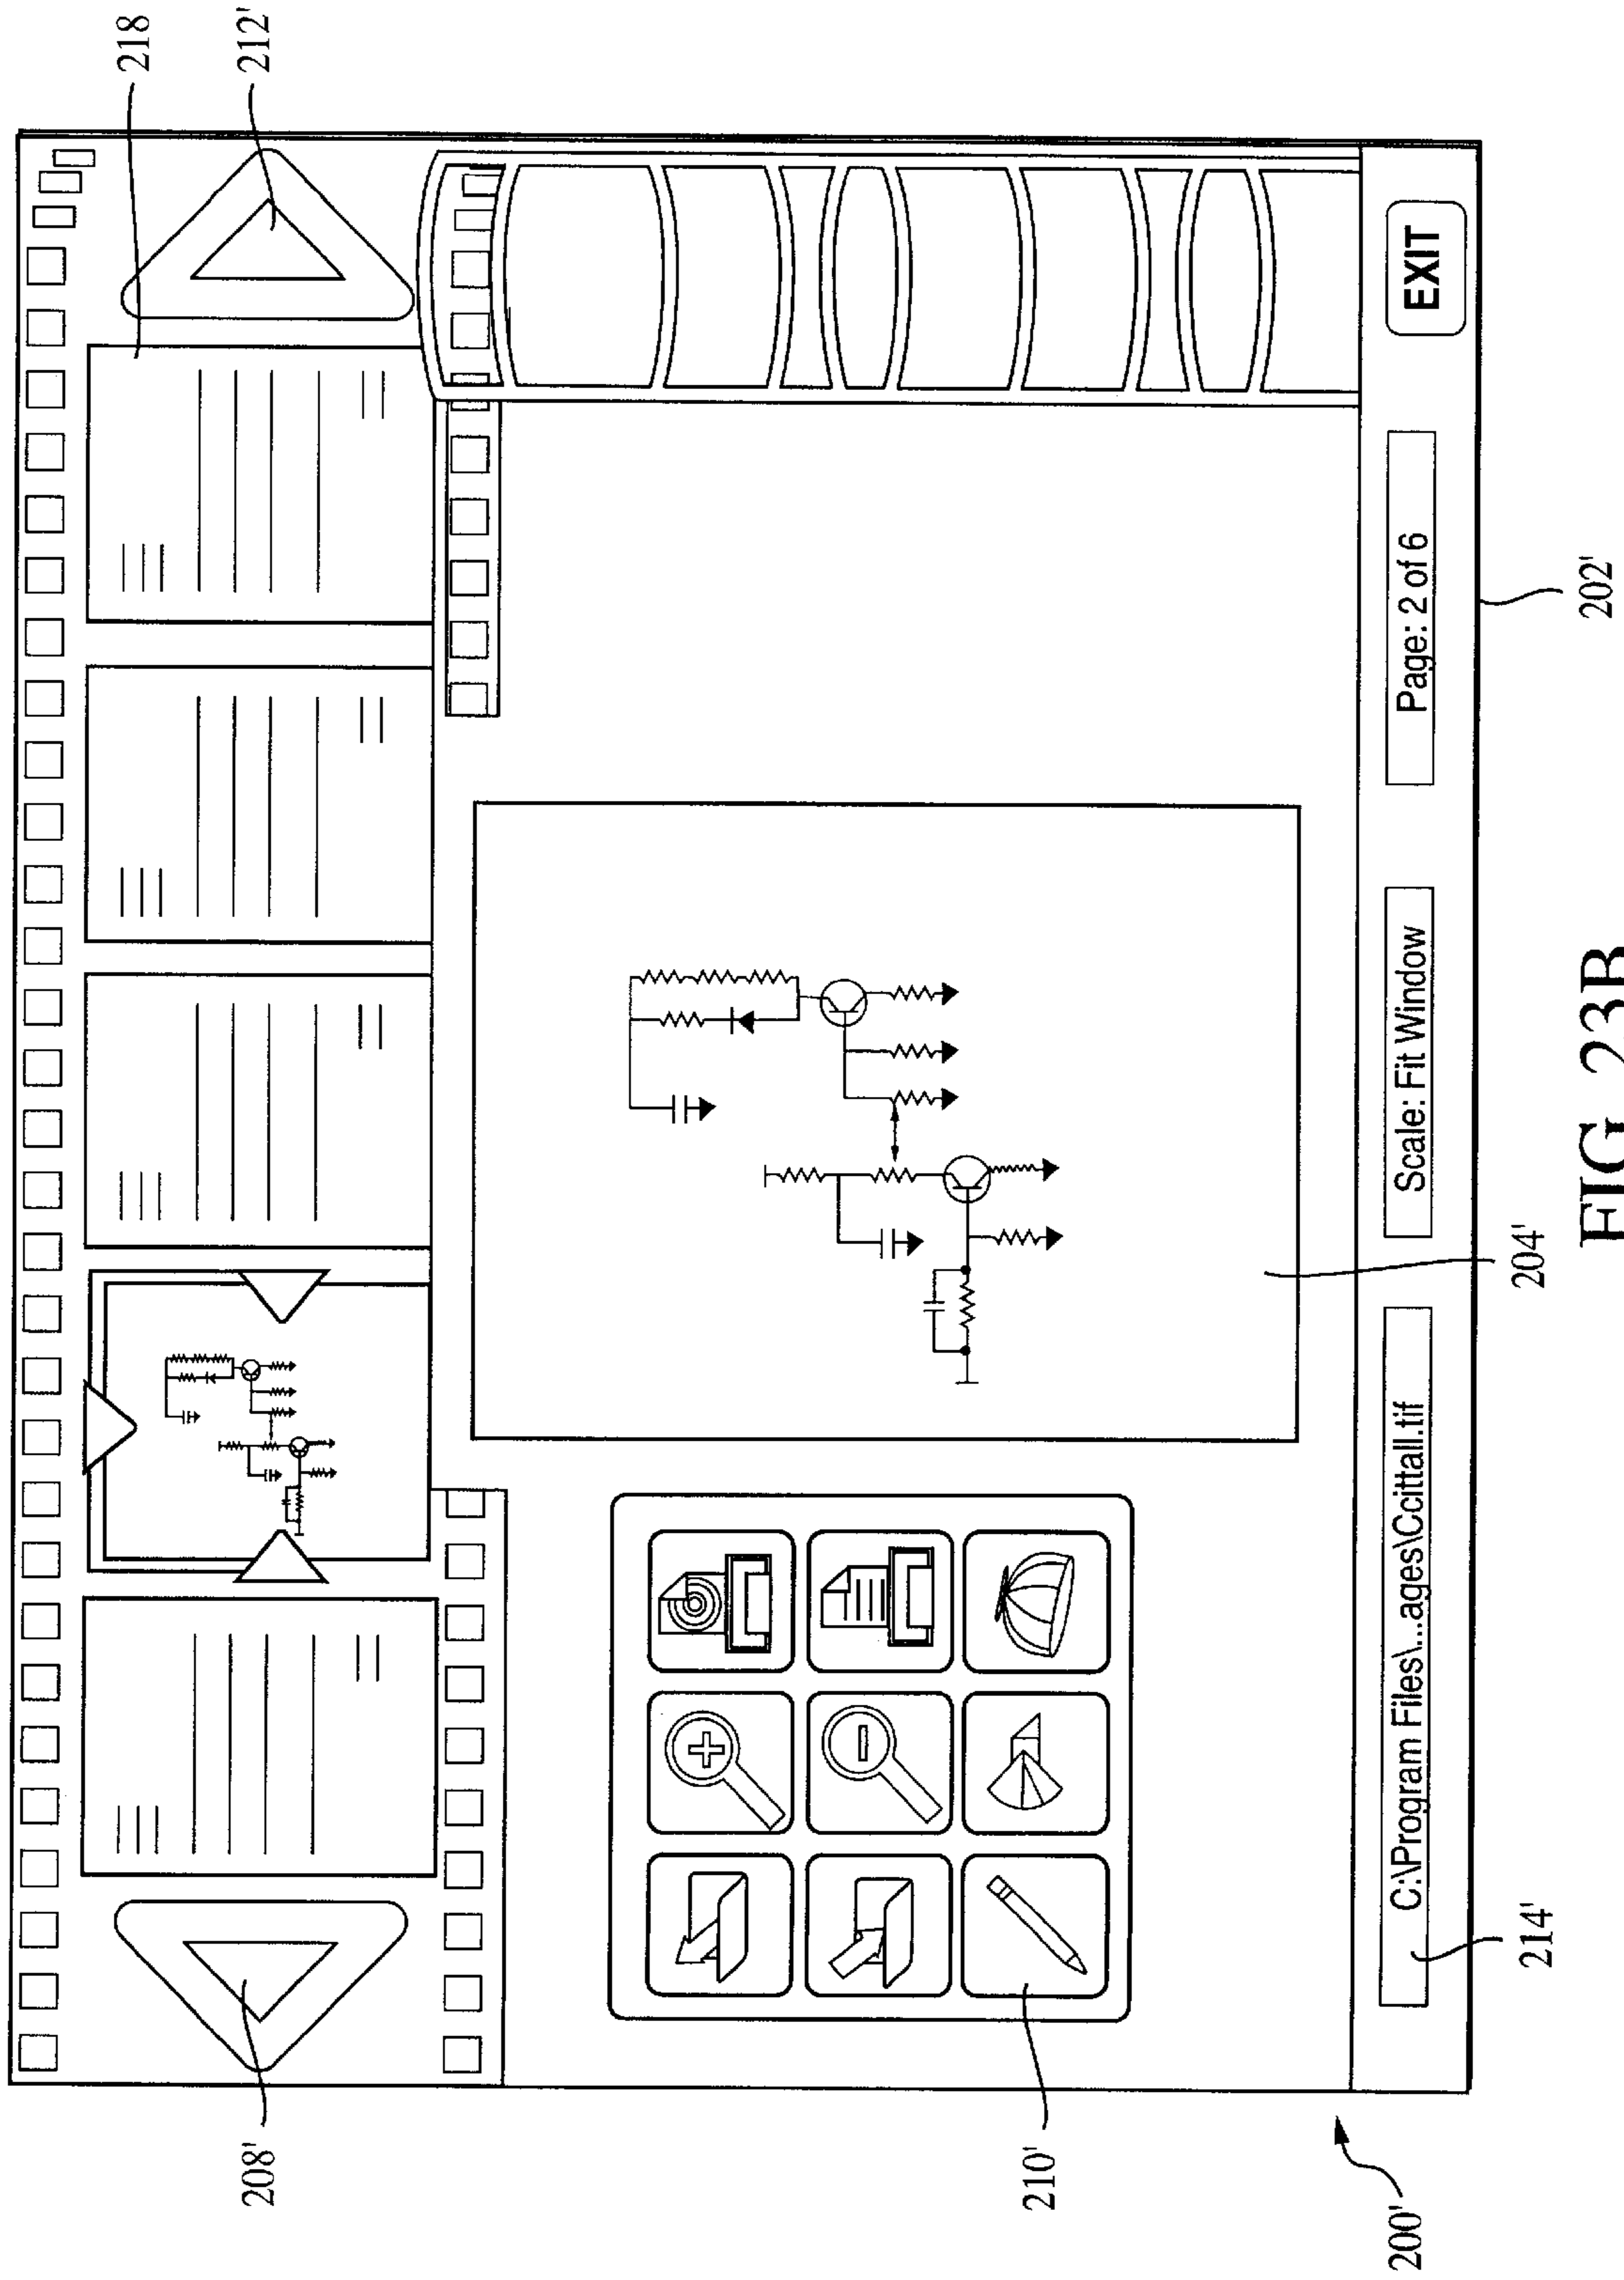 218
212'
208'
210'
EXIT
Page: 2 of 6
Scale: Fit Window
C:\Program Files\...ages\Ccittall.tif
202'
204'
214'
200'
FIG 23B